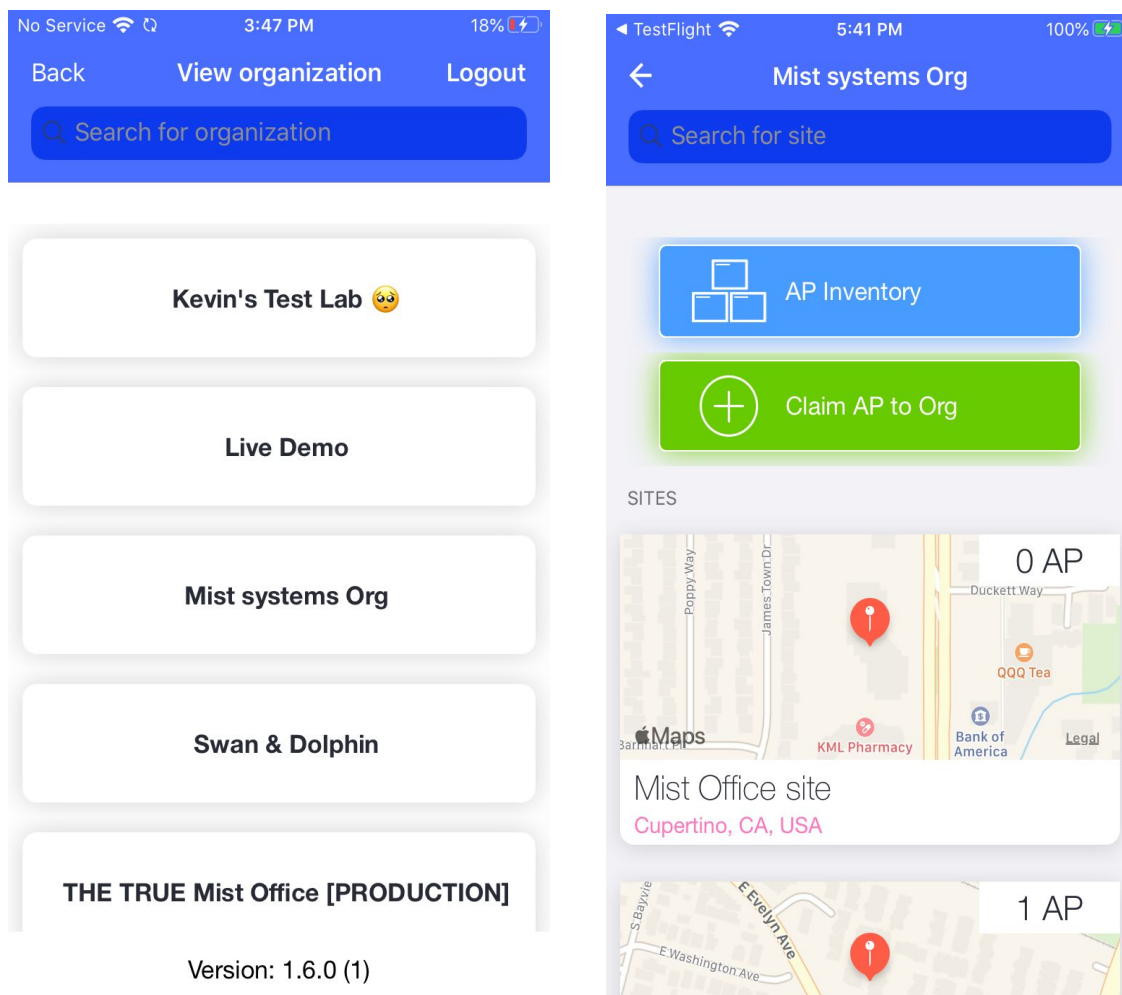 No Service 3:47 PM 18%
Back View organization Logout
Search for organization
Kevin's Test Lab 🥺
Live Demo
Mist systems Org
Swan & Dolphin
THE TRUE Mist Office [PRODUCTION]
Version: 1.6.0 (1)
◀ TestFlight 5:41 PM 100%
← Mist systems Org
Search for site
AP Inventory
Claim AP to Org
SITES
0 AP
Poppy Way
James Town Dr
Duckett Way
QQQ Tea
Maps
KML Pharmacy
Bank of
America
Legal
Mist Office site
Cupertino, CA, USA
1 AP
S Bayvie
E Evelyn Ave
E Washington Ave